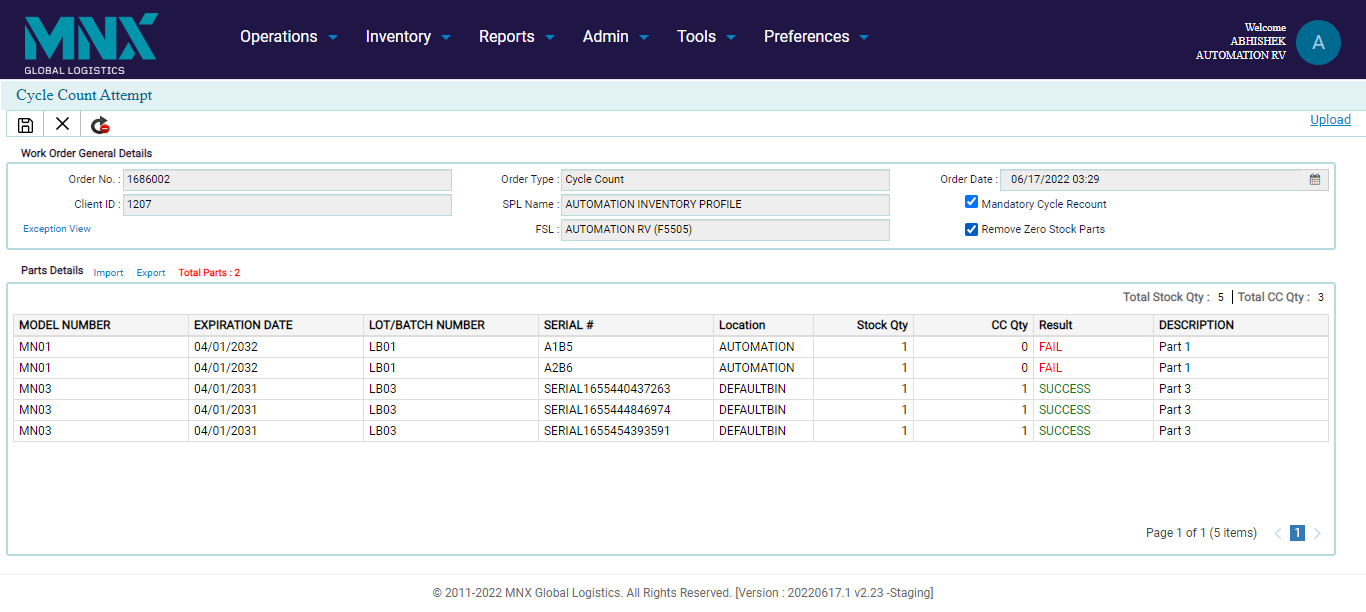 MNX
GLOBAL LOGISTICS
Operations Inventory Reports Admin Tools Preferences
Welcome
ABHISHEK
AUTOMATION RV
A
Cycle Count Attempt
Upload
Work Order General Details
Order No. : 1686002 Order Type : Cycle Count Order Date : 06/17/2022 03:29
Client ID : 1207 SPL Name : AUTOMATION INVENTORY PROFILE Mandatory Cycle Recount
Exception View FSL : AUTOMATION RV (F5505) Remove Zero Stock Parts
Parts Details Import Export Total Parts : 2
Total Stock Qty : 5 | Total CC Qty : 3
MODEL NUMBER EXPIRATION DATE LOT/BATCH NUMBER SERIAL # Location Stock Qty CC Qty Result DESCRIPTION
MN01 04/01/2032 LB01 A1B5 AUTOMATION 1 0 FAIL Part 1
MN01 04/01/2032 LB01 A2B6 AUTOMATION 1 0 FAIL Part 1
MN03 04/01/2031 LB03 SERIAL1655440437263 DEFAULTBIN 1 1 SUCCESS Part 3
MN03 04/01/2031 LB03 SERIAL1655444846974 DEFAULTBIN 1 1 SUCCESS Part 3
MN03 04/01/2031 LB03 SERIAL1655454393591 DEFAULTBIN 1 1 SUCCESS Part 3
Page 1 of 1 (5 items) 1
© 2011-2022 MNX Global Logistics. All Rights Reserved. [Version : 20220617.1 v2.23 -Staging]